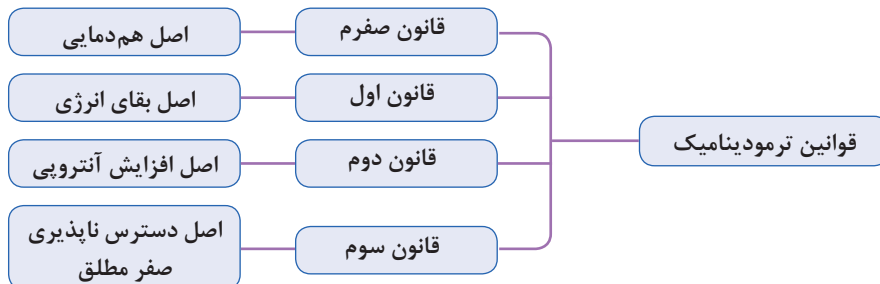 قوانین ترمودینامیک
قانون صفرم
اصل هم‌دمایی
قانون اول
اصل بقای انرژی
قانون دوم
اصل افزایش آنتروپی
قانون سوم
اصل دسترس ناپذیری
صفر مطلق